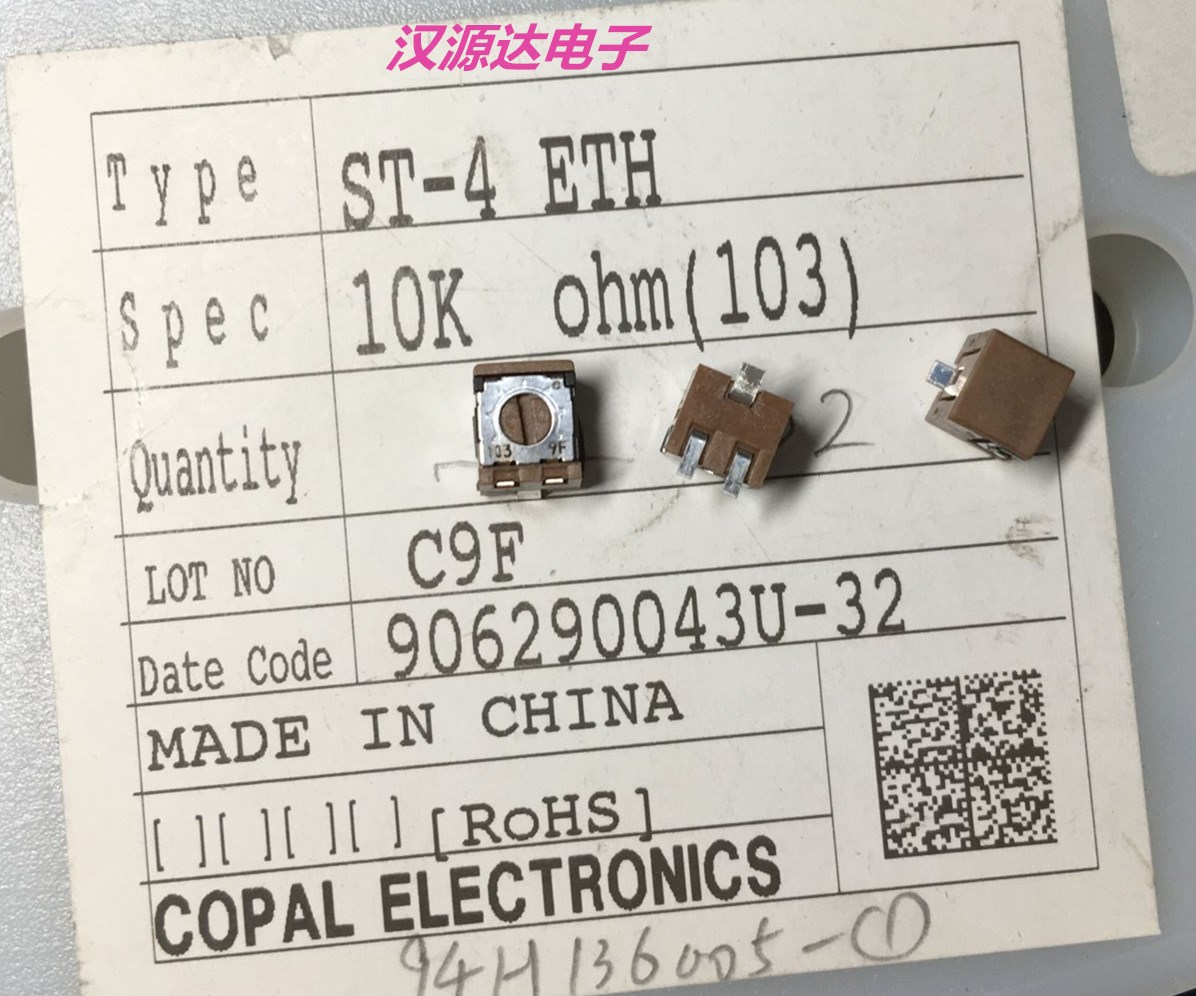 汉源达电子
Type ST-4 ETH
Spec 10K ohm(103)
Quantity
2
103 9F
LOT NO C9F
Date Code 906290043U-32
MADE IN CHINA
[ ][ ][ ][ ][RoHS]
COPAL ELECTRONICS
94H136005-①